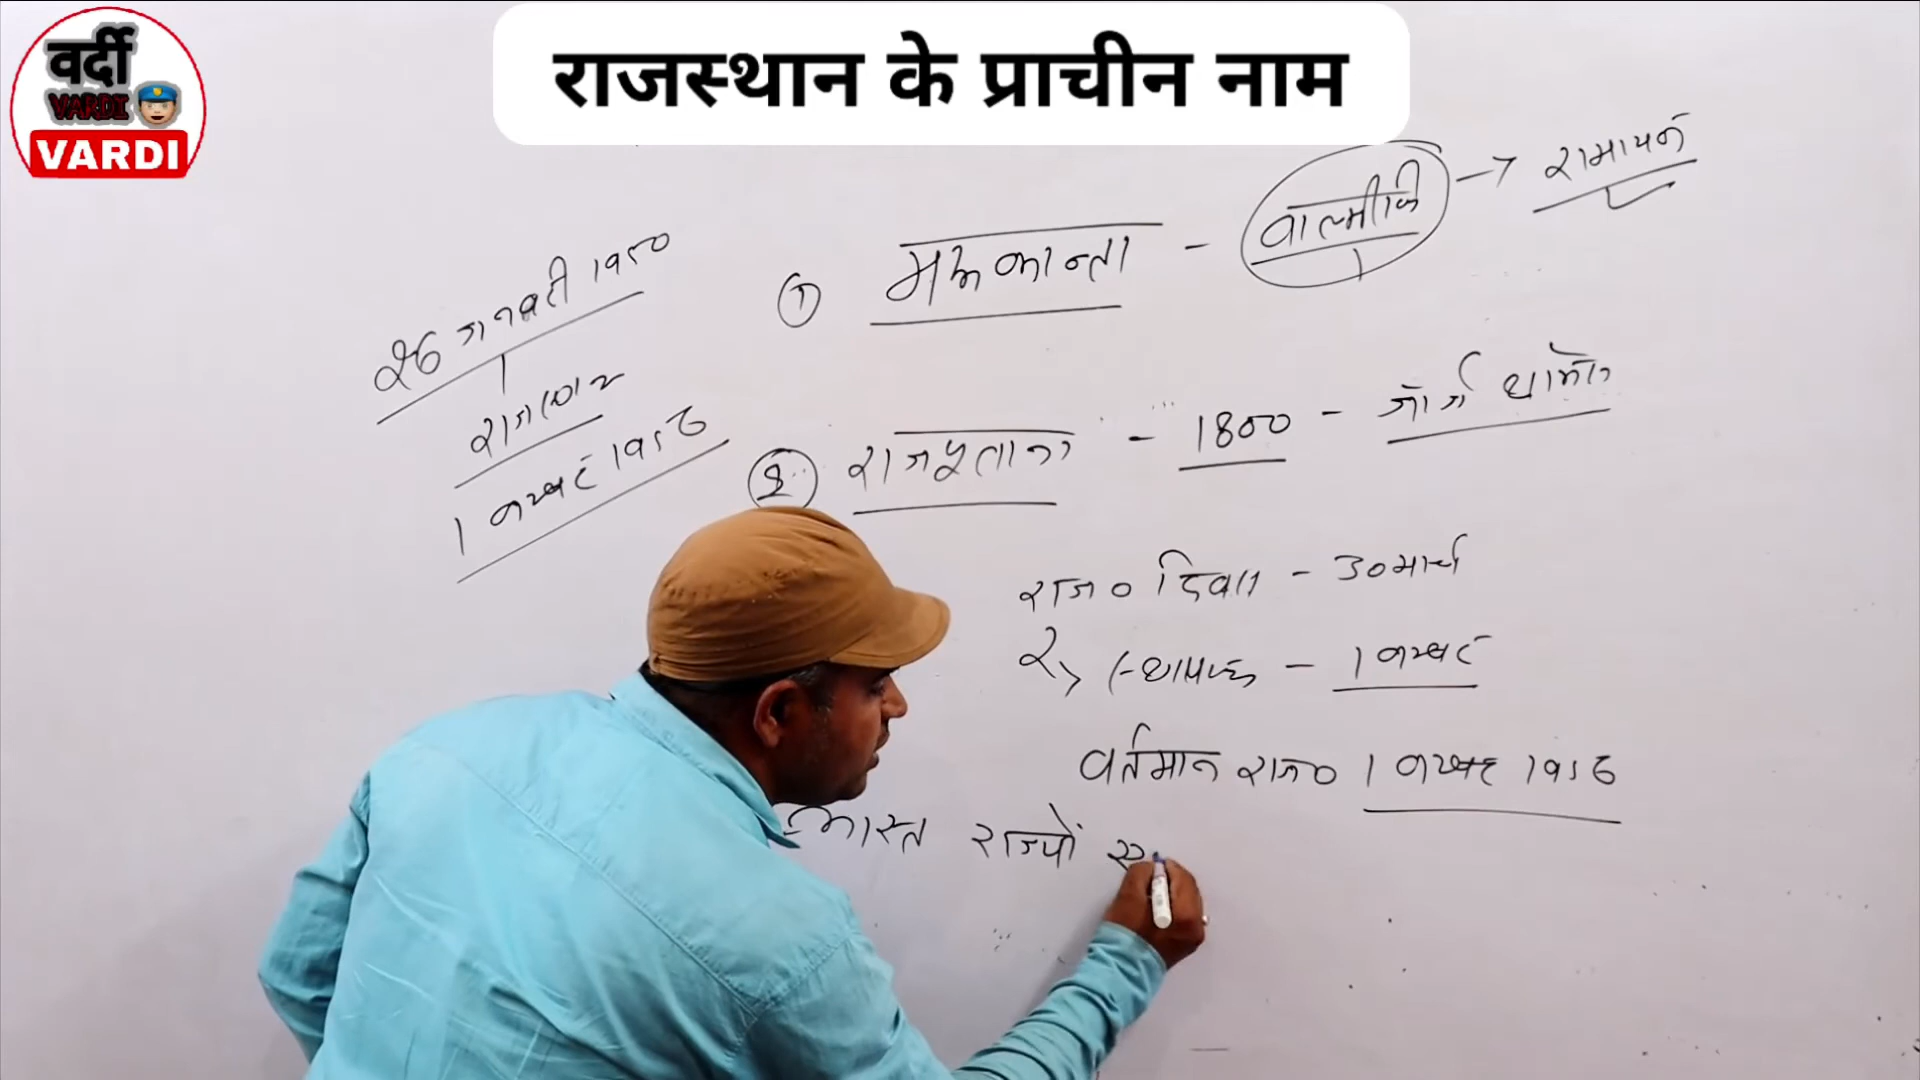 राजस्थान के प्राचीन नाम
वर्दी
VARDI
VARDI
① मरूकान्ता - वाल्मीकि → रामायण
26 जनवरी 1950
राजस्थान
1 नवम्बर 1956
② राजपूताना - 1800 - जॉर्ज थॉमस
राज० दिवस - 30 मार्च
२, स्थापना - 1 नवम्बर
वर्तमान राज० 1 नवम्बर 1956
राज्यों